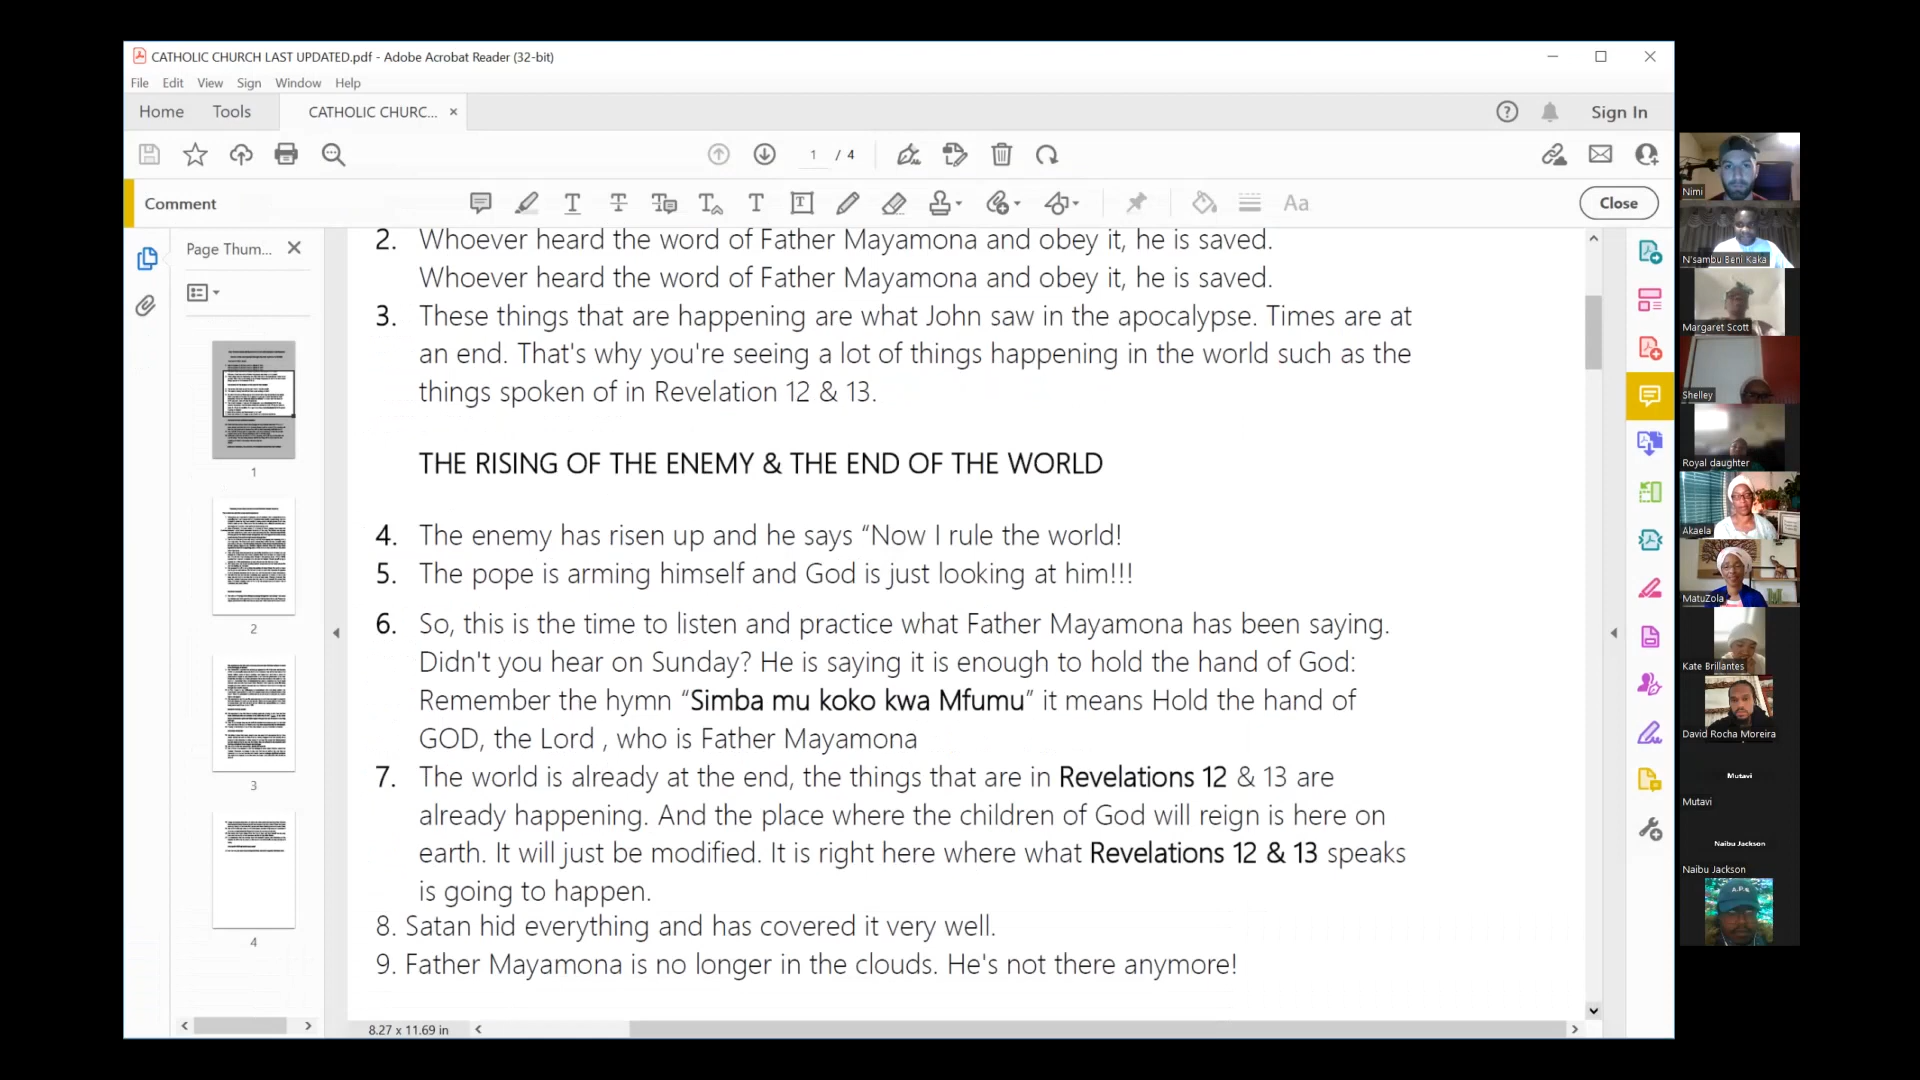 CATHOLIC CHURCH LAST UPDATED.pdf - Adobe Acrobat Reader (32-bit)
File Edit View Sign Window Help
Home Tools CATHOLIC CHURC... × Sign In
1 / 4
Comment
Close
Page Thum...
2. Whoever heard the word of Father Mayamona and obey it, he is saved.
Whoever heard the word of Father Mayamona and obey it, he is saved.
3. These things that are happening are what John saw in the apocalypse. Times are at
an end. That's why you're seeing a lot of things happening in the world such as the
things spoken of in Revelation 12 & 13.
THE RISING OF THE ENEMY & THE END OF THE WORLD
4. The enemy has risen up and he says “Now I rule the world!
5. The pope is arming himself and God is just looking at him!!!
6. So, this is the time to listen and practice what Father Mayamona has been saying.
Didn't you hear on Sunday? He is saying it is enough to hold the hand of God:
Remember the hymn “Simba mu koko kwa Mfumu” it means Hold the hand of
GOD, the Lord , who is Father Mayamona
7. The world is already at the end, the things that are in Revelations 12 & 13 are
already happening. And the place where the children of God will reign is here on
earth. It will just be modified. It is right here where what Revelations 12 & 13 speaks
is going to happen.
8. Satan hid everything and has covered it very well.
9. Father Mayamona is no longer in the clouds. He's not there anymore!
1
2
3
4
8.27 x 11.69 in
Nimi
N'sambu Beni Kaka
Margaret Scott
Shelley
Royal daughter
Akaela
MatuZola
Kate Brillantes
David Rocha Moreira
Mutavi
Mutavi
Naibu Jackson
Naibu Jackson